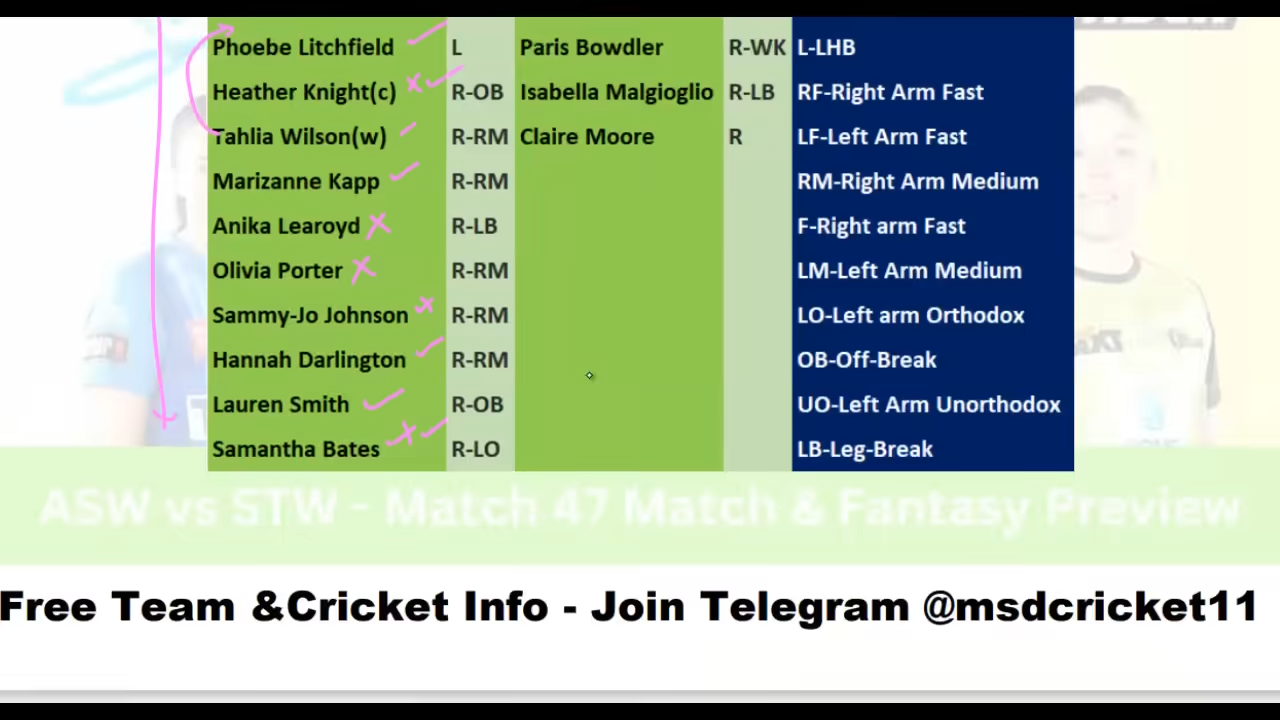 Phoebe Litchfield L Paris Bowdler R-WK L-LHB
Heather Knight(c) R-OB Isabella Malgioglio R-LB RF-Right Arm Fast
Tahlia Wilson(w) R-RM Claire Moore R LF-Left Arm Fast
Marizanne Kapp R-RM RM-Right Arm Medium
Anika Learoyd R-LB F-Right arm Fast
Olivia Porter R-RM LM-Left Arm Medium
Sammy-Jo Johnson R-RM LO-Left arm Orthodox
Hannah Darlington R-RM OB-Off-Break
Lauren Smith R-OB UO-Left Arm Unorthodox
Samantha Bates R-LO LB-Leg-Break
ASW vs STW - Match 47 Match & Fantasy Preview
Free Team &Cricket Info - Join Telegram @msdcricket11